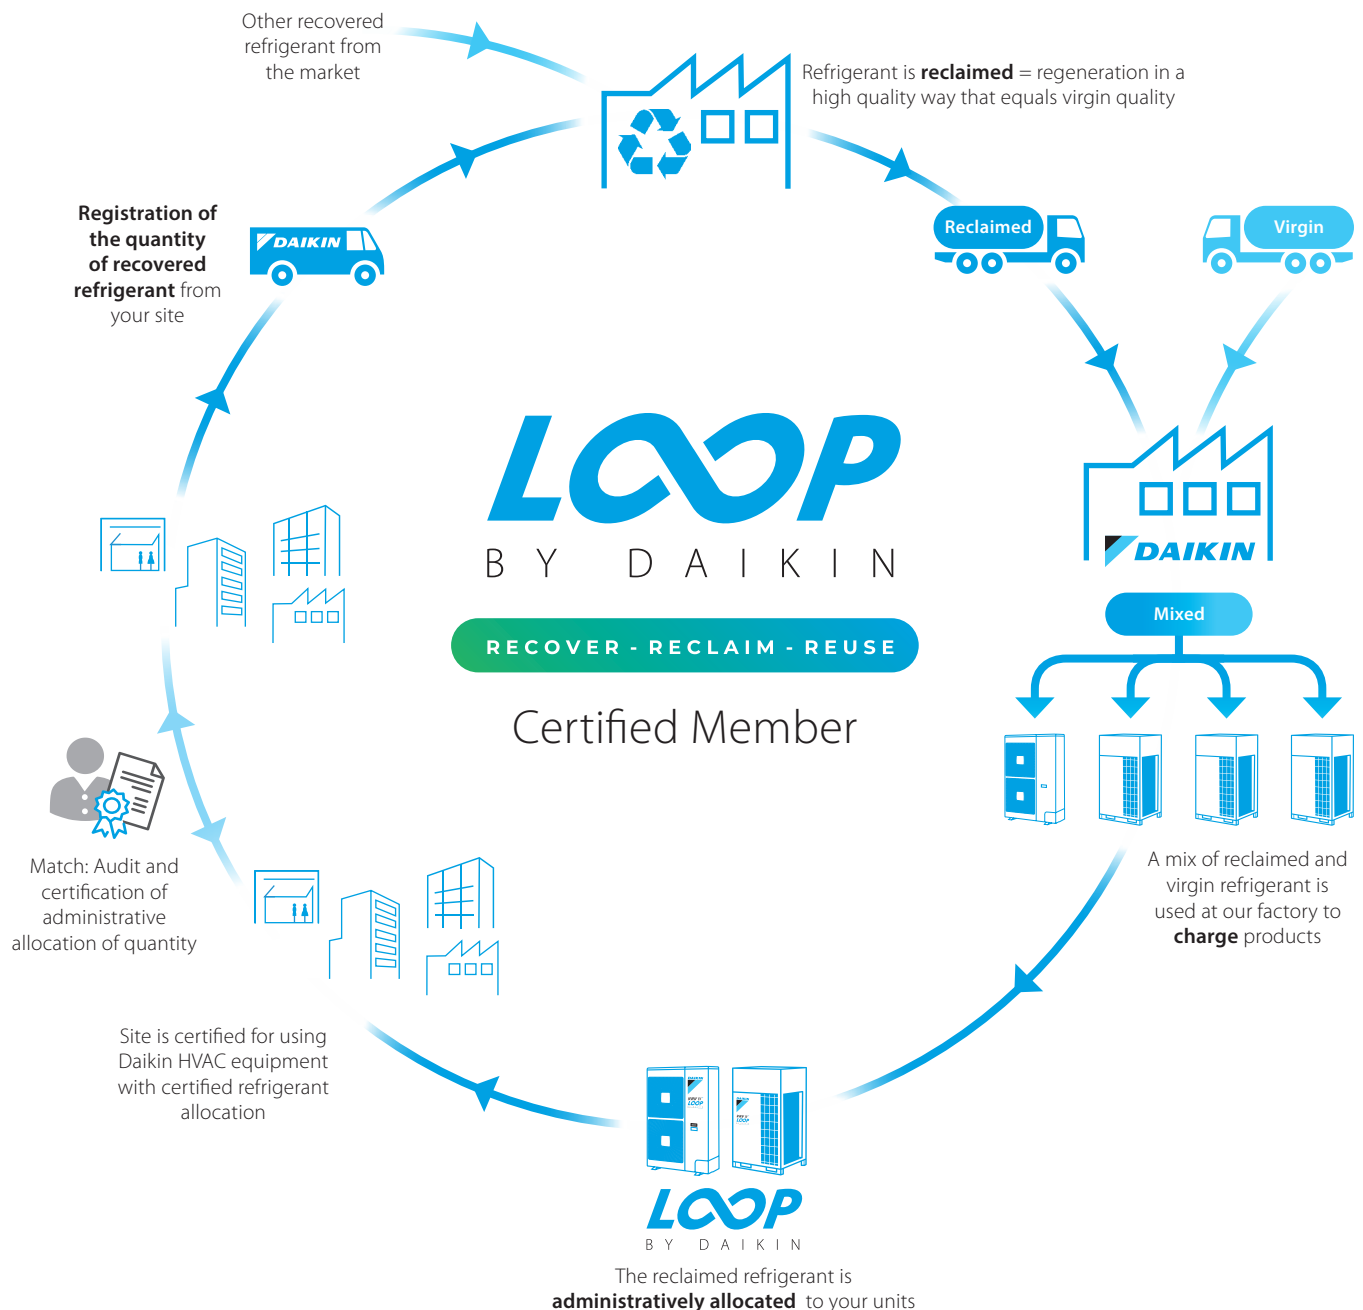 Other recovered
refrigerant from
the market
Refrigerant is reclaimed = regeneration in a
high quality way that equals virgin quality
Registration of
the quantity
of recovered
refrigerant from
your site
DAIKIN
Reclaimed
Virgin
LOOP
BY DAIKIN
RECOVER - RECLAIM - REUSE
Certified Member
DAIKIN
Mixed
A mix of reclaimed and
virgin refrigerant is
used at our factory to
charge products
Match: Audit and
certification of
administrative
allocation of quantity
Site is certified for using
Daikin HVAC equipment
with certified refrigerant
allocation
DAIKIN
LOOP
DAIKIN
LOOP
LOOP
BY DAIKIN
The reclaimed refrigerant is
administratively allocated to your units